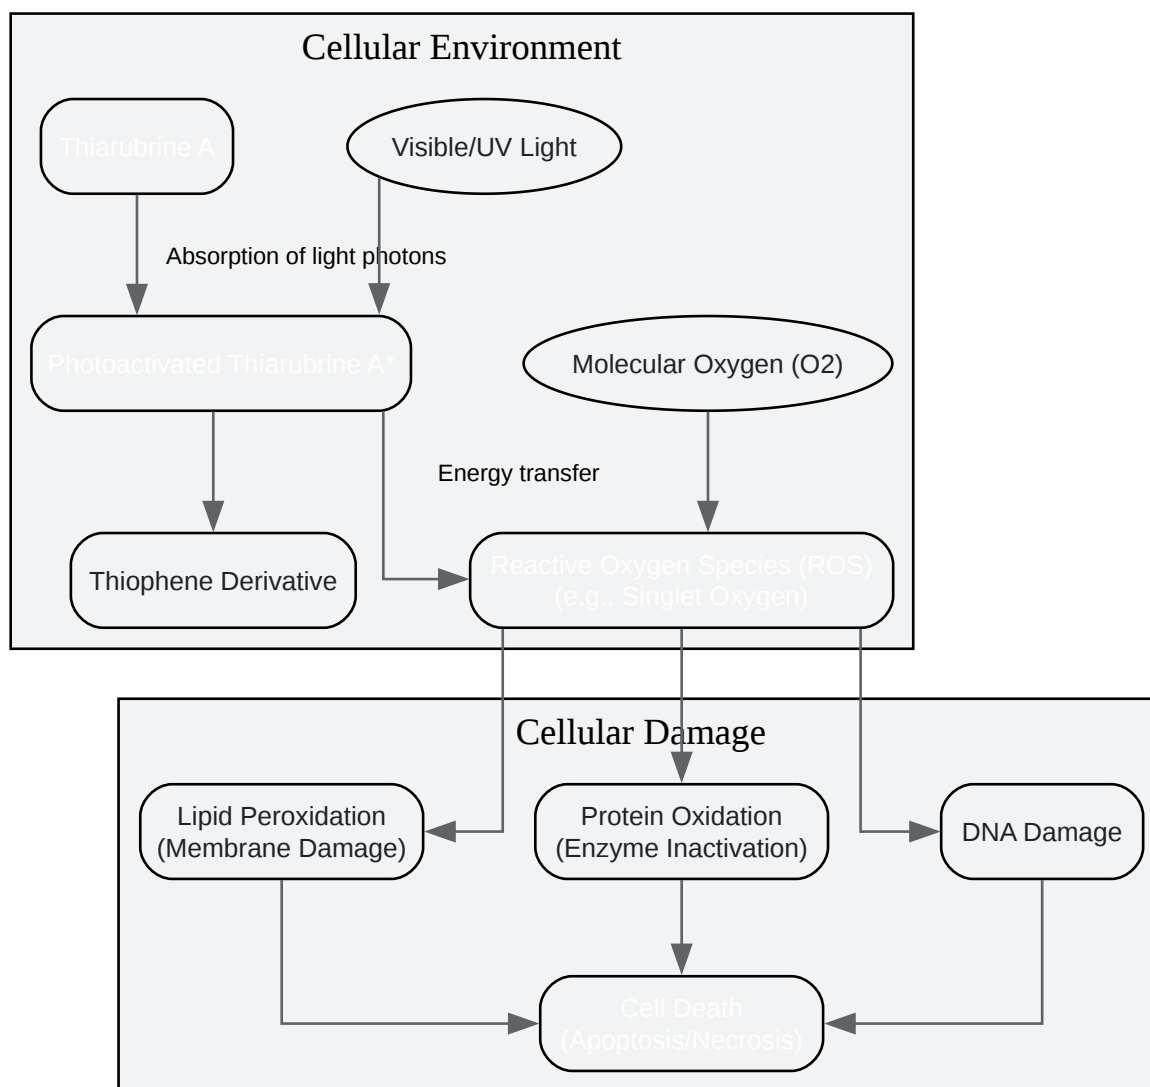 Cellular Environment
Thiarubrine A
Visible/UV Light
Absorption of light photons
Photoactivated Thiarubrine A*
Molecular Oxygen (O2)
Energy transfer
Thiophene Derivative
Reactive Oxygen Species (ROS)
(e.g., Singlet Oxygen)
Cellular Damage
Lipid Peroxidation
(Membrane Damage)
Protein Oxidation
(Enzyme Inactivation)
DNA Damage
Cell Death
(Apoptosis/Necrosis)